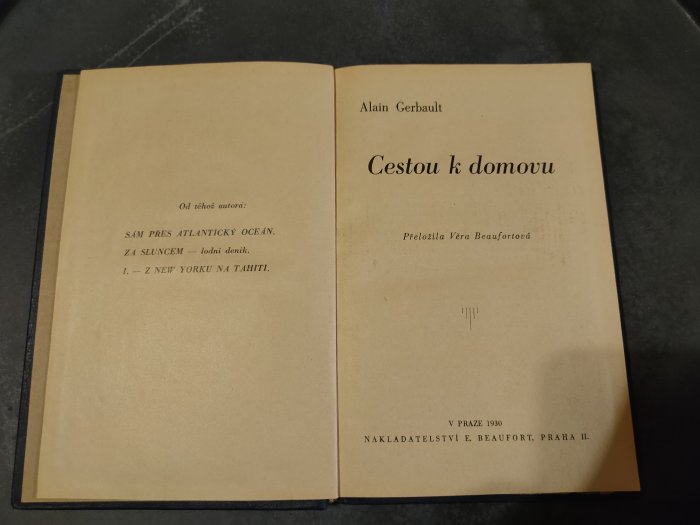 Od téhož autora:
SÁM PŘES ATLANTICKÝ OCEÁN.
ZA SLUNCEM — lodní deník.
I. — Z NEW YORKU NA TAHITI.
Alain Gerbault
Cestou k domovu
Přeložila Věra Beaufortová
V PRAZE 1930
NAKLADATELSTVÍ E. BEAUFORT, PRAHA II.